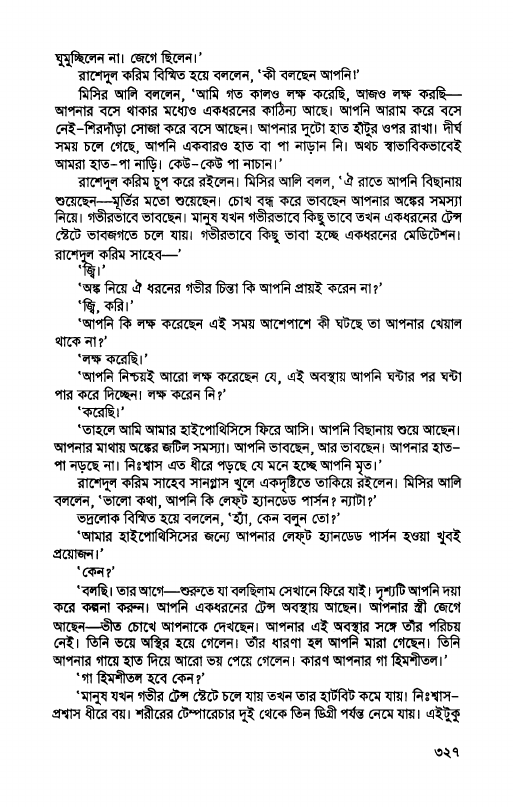 ঘুমুচ্ছিলেন না। জেগে ছিলেন।’
রাশেদুল করিম বিস্মিত হয়ে বললেন, ‘কী বলছেন আপনি!’
মিসির আলি বললেন, ‘আমি গত কালও লক্ষ করেছি, আজও লক্ষ করছি—
আপনার বসে থাকার মধ্যেও একধরনের কাঠিন্য আছে। আপনি আরাম করে বসে
নেই–শিরদাঁড়া সোজা করে বসে আছেন। আপনার দুটো হাত হাঁটুর ওপর রাখা। দীর্ঘ
সময় চলে গেছে, আপনি একবারও হাত বা পা নাড়ান নি। অথচ স্বাভাবিকভাবেই
আমরা হাত-পা নাড়ি। কেউ-কেউ পা নাচান।’
রাশেদুল করিম চুপ করে রইলেন। মিসির আলি বলল, ‘ঐ রাতে আপনি বিছানায়
শুয়েছেন—মূর্তির মতো শুয়েছেন। চোখ বন্ধ করে ভাবছেন আপনার অঙ্কের সমস্যা
নিয়ে। গভীরভাবে ভাবছেন। মানুষ যখন গভীরভাবে কিছু ভাবে তখন একধরনের ট্রেন্স
স্টেটে ভাবজগতে চলে যায়। গভীরভাবে কিছু ভাবা হচ্ছে একধরনের মেডিটেশন।
রাশেদুল করিম সাহেব—’
‘জ্বি।’
‘অঙ্ক নিয়ে ঐ ধরনের গভীর চিন্তা কি আপনি প্রায়ই করেন না?’
‘জ্বি, করি।’
‘আপনি কি লক্ষ করেছেন এই সময় আশেপাশে কী ঘটছে তা আপনার খেয়াল
থাকে না?’
‘লক্ষ করেছি।’
‘আপনি নিশ্চয়ই আরো লক্ষ করেছেন যে, এই অবস্থায় আপনি ঘন্টার পর ঘন্টা
পার করে দিচ্ছেন। লক্ষ করেন নি?’
‘করেছি।’
‘তাহলে আমি আমার হাইপোথিসিসে ফিরে আসি। আপনি বিছানায় শুয়ে আছেন।
আপনার মাথায় অঙ্কের জটিল সমস্যা। আপনি ভাবছেন, আর ভাবছেন। আপনার হাত-
পা নড়ছে না। নিঃশ্বাস এত ধীরে পড়ছে যে মনে হচ্ছে আপনি মৃত।’
রাশেদুল করিম সাহেব সানগ্লাস খুলে একদৃষ্টিতে তাকিয়ে রইলেন। মিসির আলি
বললেন, ‘ভালো কথা, আপনি কি লেফ্‌ট হ্যানডেড পার্সন? ন্যাটা?’
ভদ্রলোক বিস্মিত হয়ে বললেন, ‘হ্যাঁ, কেন বলুন তো?’
‘আমার হাইপোথিসিসের জন্যে আপনার লেফ্‌ট হ্যানডেড পার্সন হওয়া খুবই
প্রয়োজন।’
‘কেন?’
‘বলছি। তার আগে—শুরুতে যা বলছিলাম সেখানে ফিরে যাই। দৃশ্যটি আপনি দয়া
করে কল্পনা করুন। আপনি একধরনের ট্রেন্স অবস্থায় আছেন। আপনার স্ত্রী জেগে
আছেন—ভীত চোখে আপনাকে দেখছেন। আপনার এই অবস্থার সঙ্গে তাঁর পরিচয়
নেই। তিনি ভয়ে অস্থির হয়ে গেলেন। তাঁর ধারণা হল আপনি মারা গেছেন। তিনি
আপনার গায়ে হাত দিয়ে আরো ভয় পেয়ে গেলেন। কারণ আপনার গা হিমশীতল।’
‘গা হিমশীতল হবে কেন?’
‘মানুষ যখন গভীর ট্রেন্স স্টেটে চলে যায় তখন তার হার্টবিট কমে যায়। নিঃশ্বাস-
প্রশ্বাস ধীরে বয়। শরীরের টেম্পারেচার দুই থেকে তিন ডিগ্রী পর্যন্ত নেমে যায়। এইটুকু
৩২৭